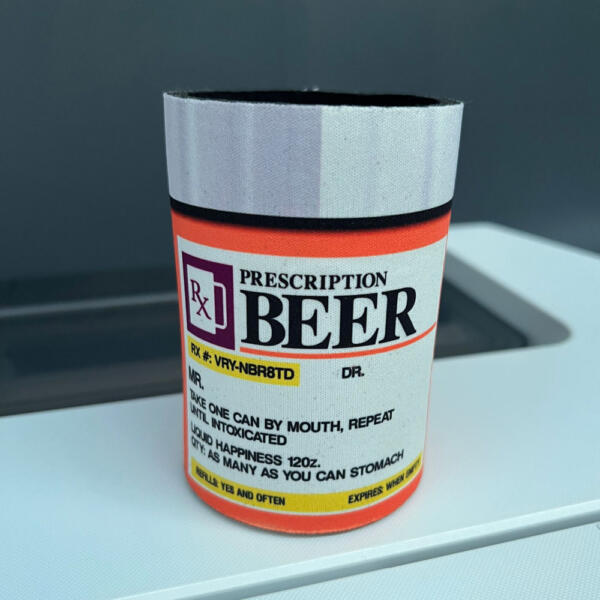 RX
PRESCRIPTION
BEER
RX #: VRY-NBR8TD
DR.
MR.
TAKE ONE CAN BY MOUTH, REPEAT
UNTIL INTOXICATED
LIQUID HAPPINESS 12Oz.
QTY: AS MANY AS YOU CAN STOMACH
REFILLS: YES AND OFTEN
EXPIRES: WHEN EMPTY